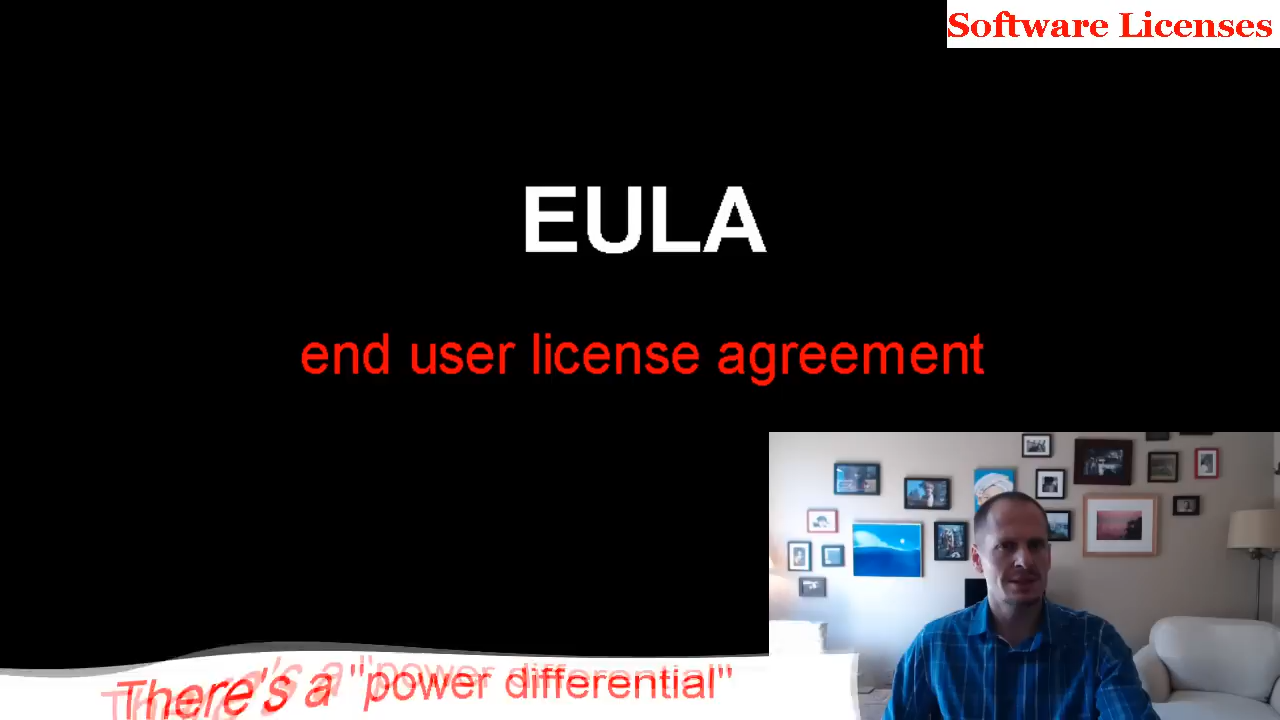 Software Licenses
EULA
end user license agreement
There's a "power differential"